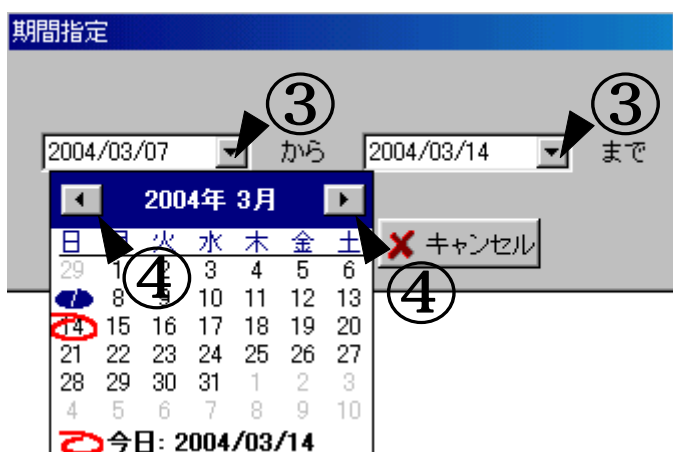 期間指定
③ ③
2004/03/07 から 2004/03/14 まで
2004年 3月
日 月 火 水 木 金 土
キャンセル
29 1 2 3 4 5 6
④ ④
7 8 9 10 11 12 13
14 15 16 17 18 19 20
21 22 23 24 25 26 27
28 29 30 31 1 2 3
4 5 6 7 8 9 10
今日: 2004/03/14